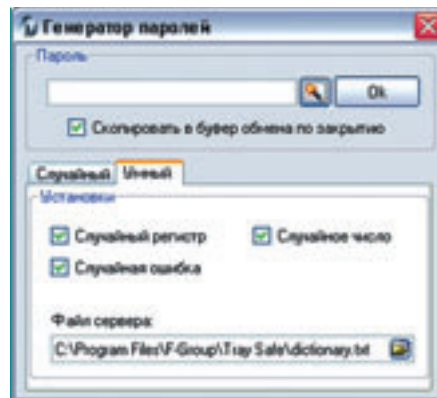 Генератор паролей
Пароль
Ok
Скопировать в буфер обмена по закрытию
Случайный Умный
Установки
Случайный регистр Случайное число
Случайная ошибка
Файл сервера:
C:\Program Files\F-Group\Tray Safe\dictionary.txt